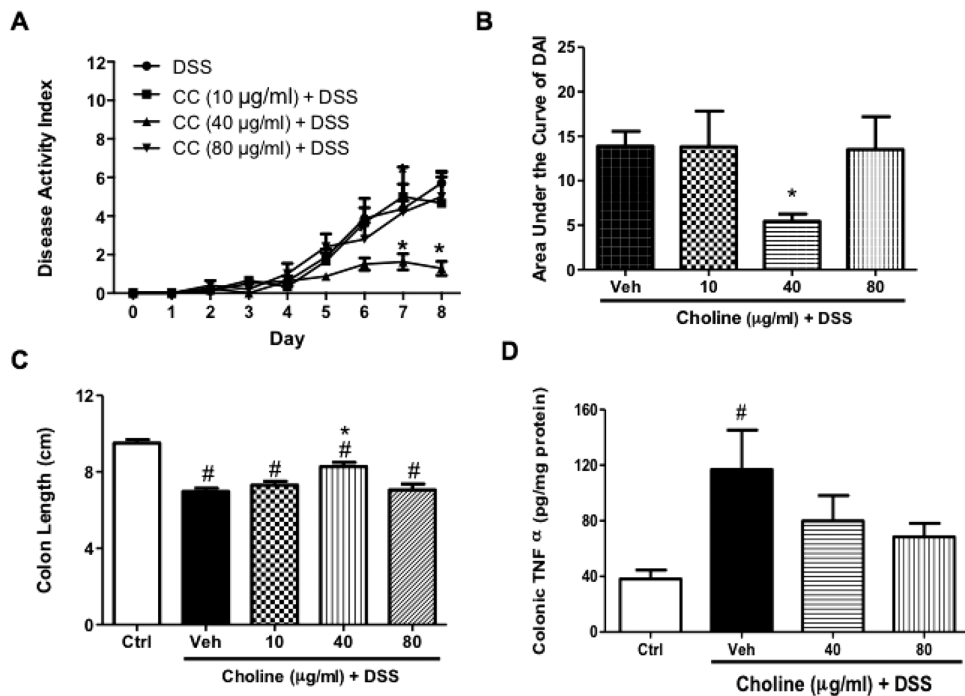 A
Disease Activity Index
12
10
8
6
4
2
0
DSS
CC (10 µg/ml) + DSS
CC (40 µg/ml) + DSS
CC (80 µg/ml) + DSS
*
* *
0 1 2 3 4 5 6 7 8
Day
B
Area Under the Curve of DAI
25
20
15
10
5
0
*
Veh 10 40 80
Choline (µg/ml) + DSS
C
Colon Length (cm)
12
8
4
0
# # * # #
Ctrl Veh 10 40 80
Choline (µg/ml) + DSS
D
Colonic TNF α (pg/mg protein)
160
120
80
40
0
#
Ctrl Veh 40 80
Choline (µg/ml) + DSS